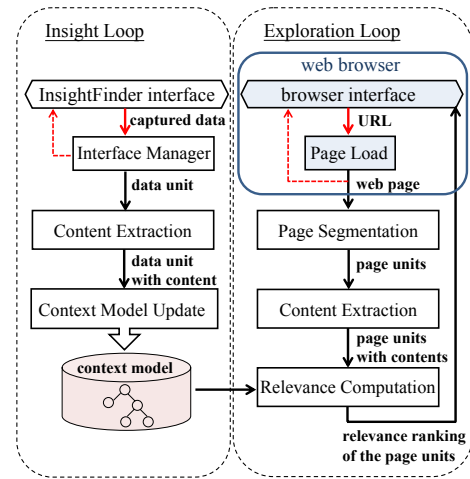 Insight Loop
InsightFinder interface
captured data
Interface Manager
data unit
Content Extraction
data unit
with content
Context Model Update
context model
Exploration Loop
web browser
browser interface
URL
Page Load
web page
Page Segmentation
page units
Content Extraction
page units
with contents
Relevance Computation
relevance ranking
of the page units